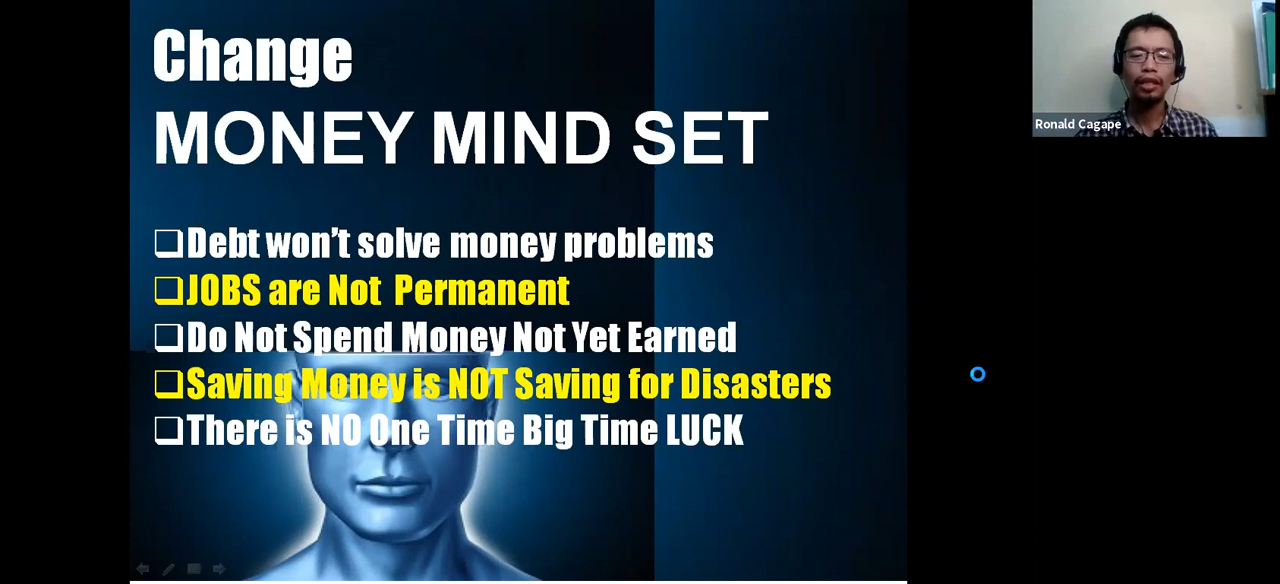 Change
MONEY MIND SET
Debt won't solve money problems
JOBS are Not Permanent
Do Not Spend Money Not Yet Earned
Saving Money is NOT Saving for Disasters
There is NO One Time Big Time LUCK
Ronald Cagape